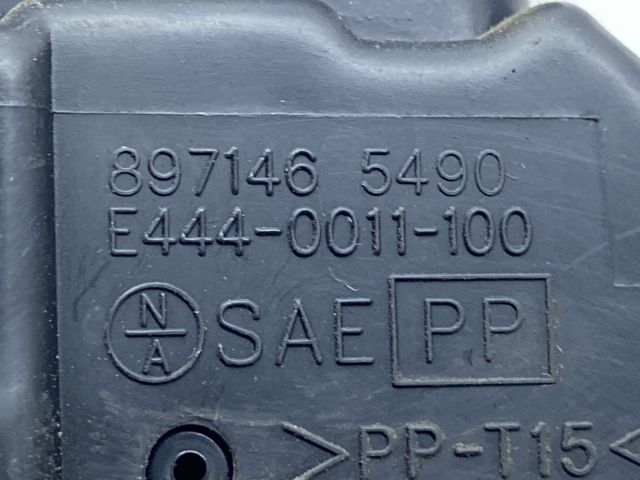 897146 5490
E444-0011-100
N/A SAE PP
>PP-T15<